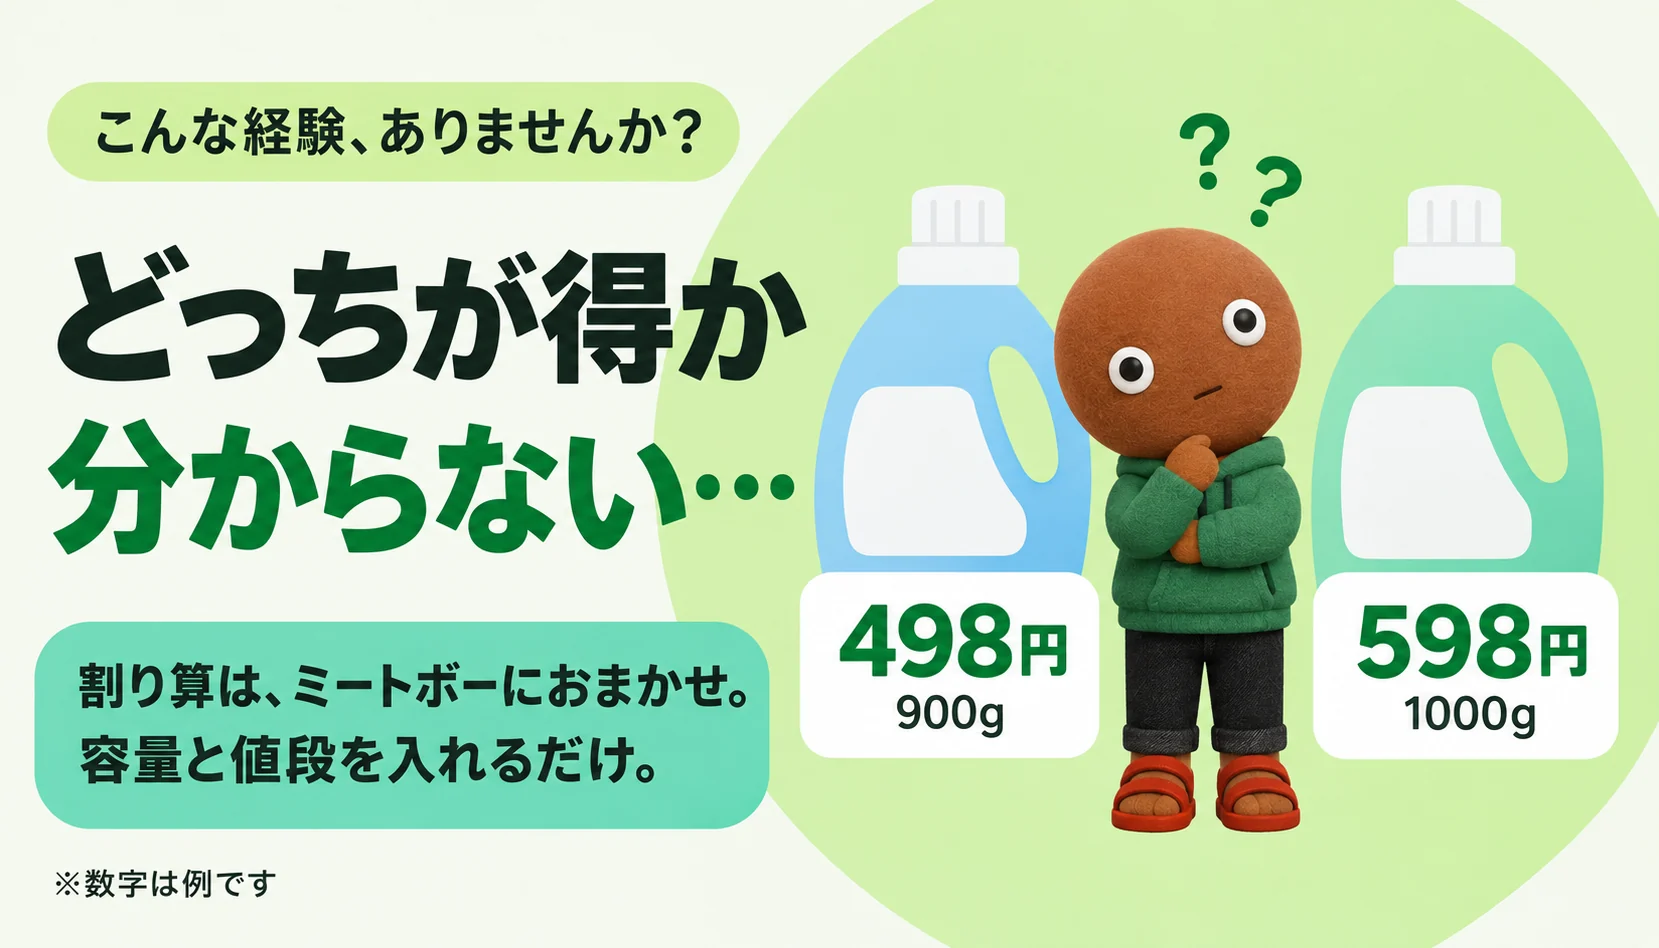 こんな経験、ありませんか？
どっちが得か
分からない…
割り算は、ミートボーにおまかせ。
容量と値段を入れるだけ。
※数字は例です
??
498円
900g
598円
1000g